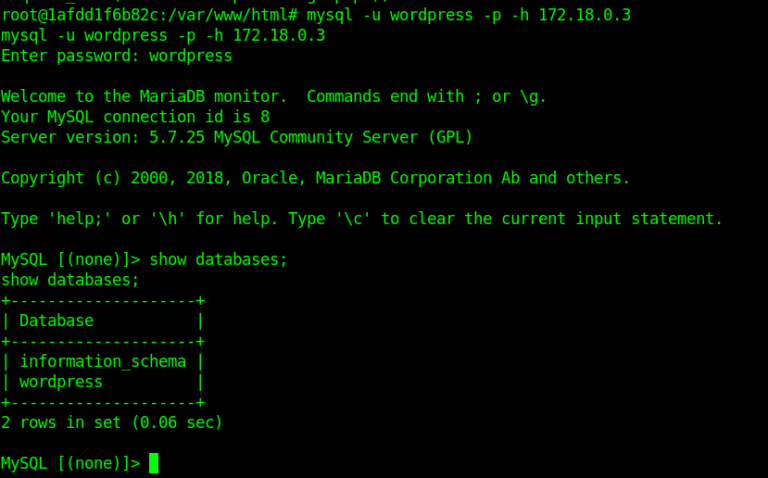 root@1afdd1f6b82c:/var/www/html# mysql -u wordpress -p -h 172.18.0.3
mysql -u wordpress -p -h 172.18.0.3
Enter password: wordpress

Welcome to the MariaDB monitor.  Commands end with ; or \g.
Your MySQL connection id is 8
Server version: 5.7.25 MySQL Community Server (GPL)

Copyright (c) 2000, 2018, Oracle, MariaDB Corporation Ab and others.

Type 'help;' or '\h' for help. Type '\c' to clear the current input statement.

MySQL [(none)]> show databases;
show databases;
+--------------------+
| Database           |
+--------------------+
| information_schema |
| wordpress          |
+--------------------+
2 rows in set (0.06 sec)

MySQL [(none)]>